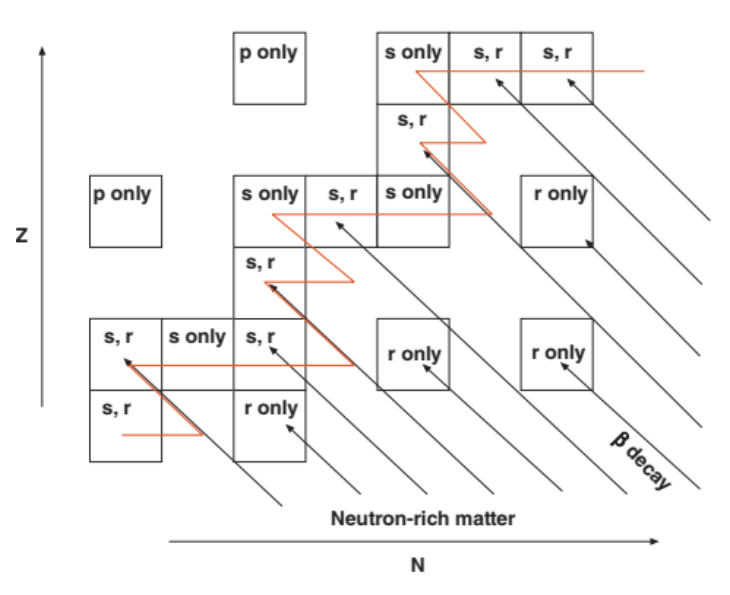 p only
s only
s, r
s, r
s, r
p only
s only
s, r
s only
r only
Z
s, r
s, r
s only
s, r
r only
r only
s, r
r only
β decay
Neutron-rich matter
N